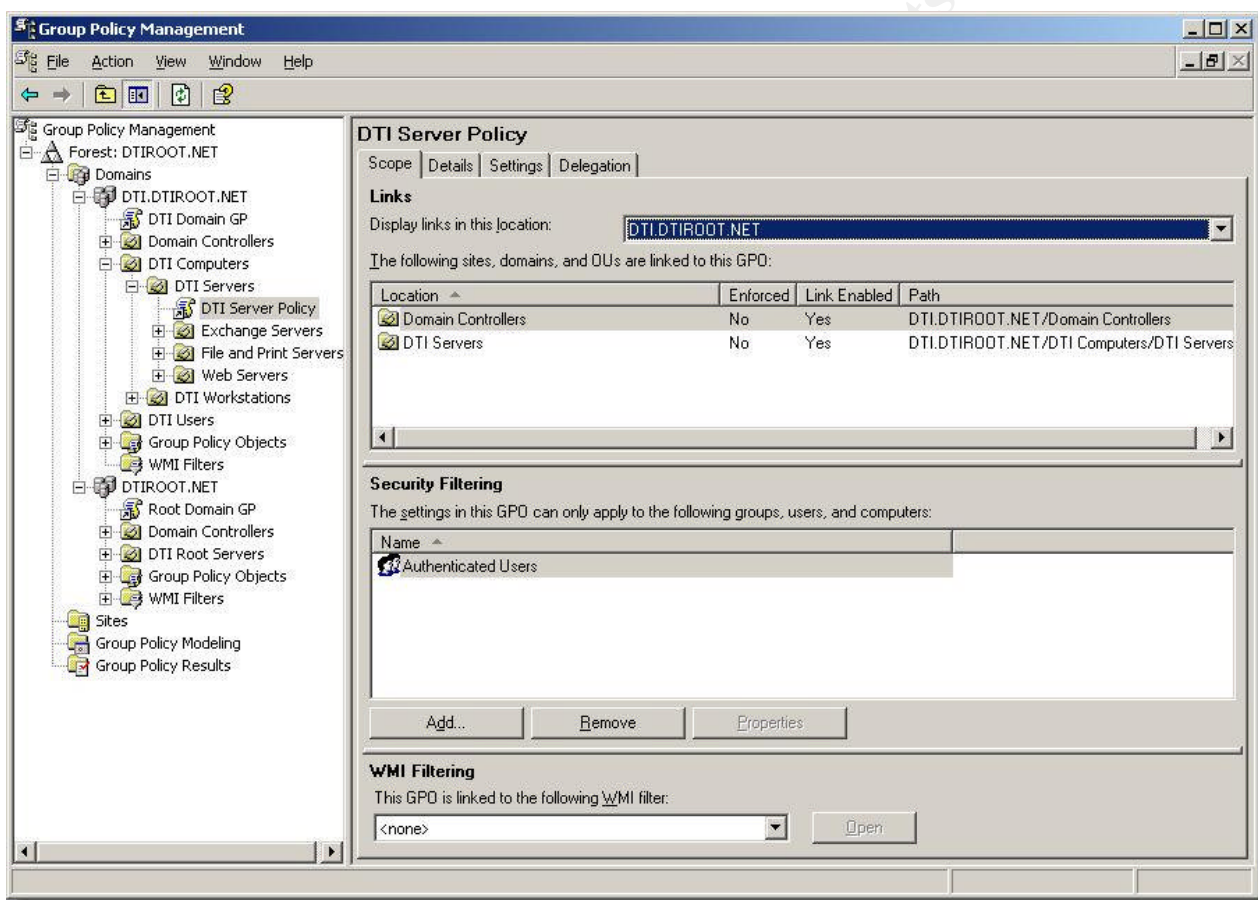 Group Policy Management
File Action View Window Help
Group Policy Management
Forest: DTIROOT.NET
Domains
DTI.DTIROOT.NET
DTI Domain GP
Domain Controllers
DTI Computers
DTI Servers
DTI Server Policy
Exchange Servers
File and Print Servers
Web Servers
DTI Workstations
DTI Users
Group Policy Objects
WMI Filters
DTIROOT.NET
Root Domain GP
Domain Controllers
DTI Root Servers
Group Policy Objects
WMI Filters
Sites
Group Policy Modeling
Group Policy Results
DTI Server Policy
Scope Details Settings Delegation
Links
Display links in this location: DTI.DTIROOT.NET
The following sites, domains, and OUs are linked to this GPO:
Location Enforced Link Enabled Path
Domain Controllers No Yes DTI.DTIROOT.NET/Domain Controllers
DTI Servers No Yes DTI.DTIROOT.NET/DTI Computers/DTI Servers
Security Filtering
The settings in this GPO can only apply to the following groups, users, and computers:
Name
Authenticated Users
Add... Remove Properties
WMI Filtering
This GPO is linked to the following WMI filter:
<none> Open